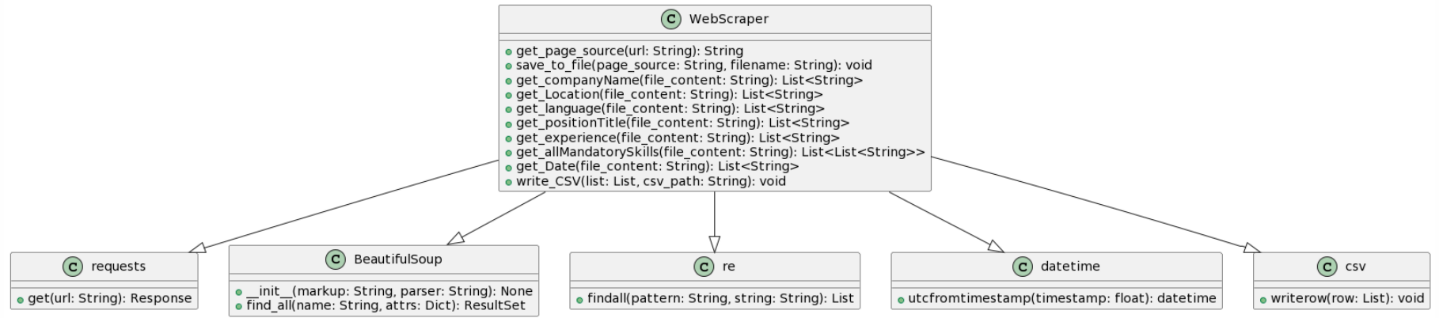 C WebScraper
get_page_source(url: String): String
save_to_file(page_source: String, filename: String): void
get_companyName(file_content: String): List<String>
get_Location(file_content: String): List<String>
get_language(file_content: String): List<String>
get_positionTitle(file_content: String): List<String>
get_experience(file_content: String): List<String>
get_allMandatorySkills(file_content: String): List<List<String>>
get_Date(file_content: String): List<String>
write_CSV(list: List, csv_path: String): void
C requests
get(url: String): Response
C BeautifulSoup
__init__(markup: String, parser: String): None
find_all(name: String, attrs: Dict): ResultSet
C re
findall(pattern: String, string: String): List
C datetime
utcfromtimestamp(timestamp: float): datetime
C csv
writerow(row: List): void